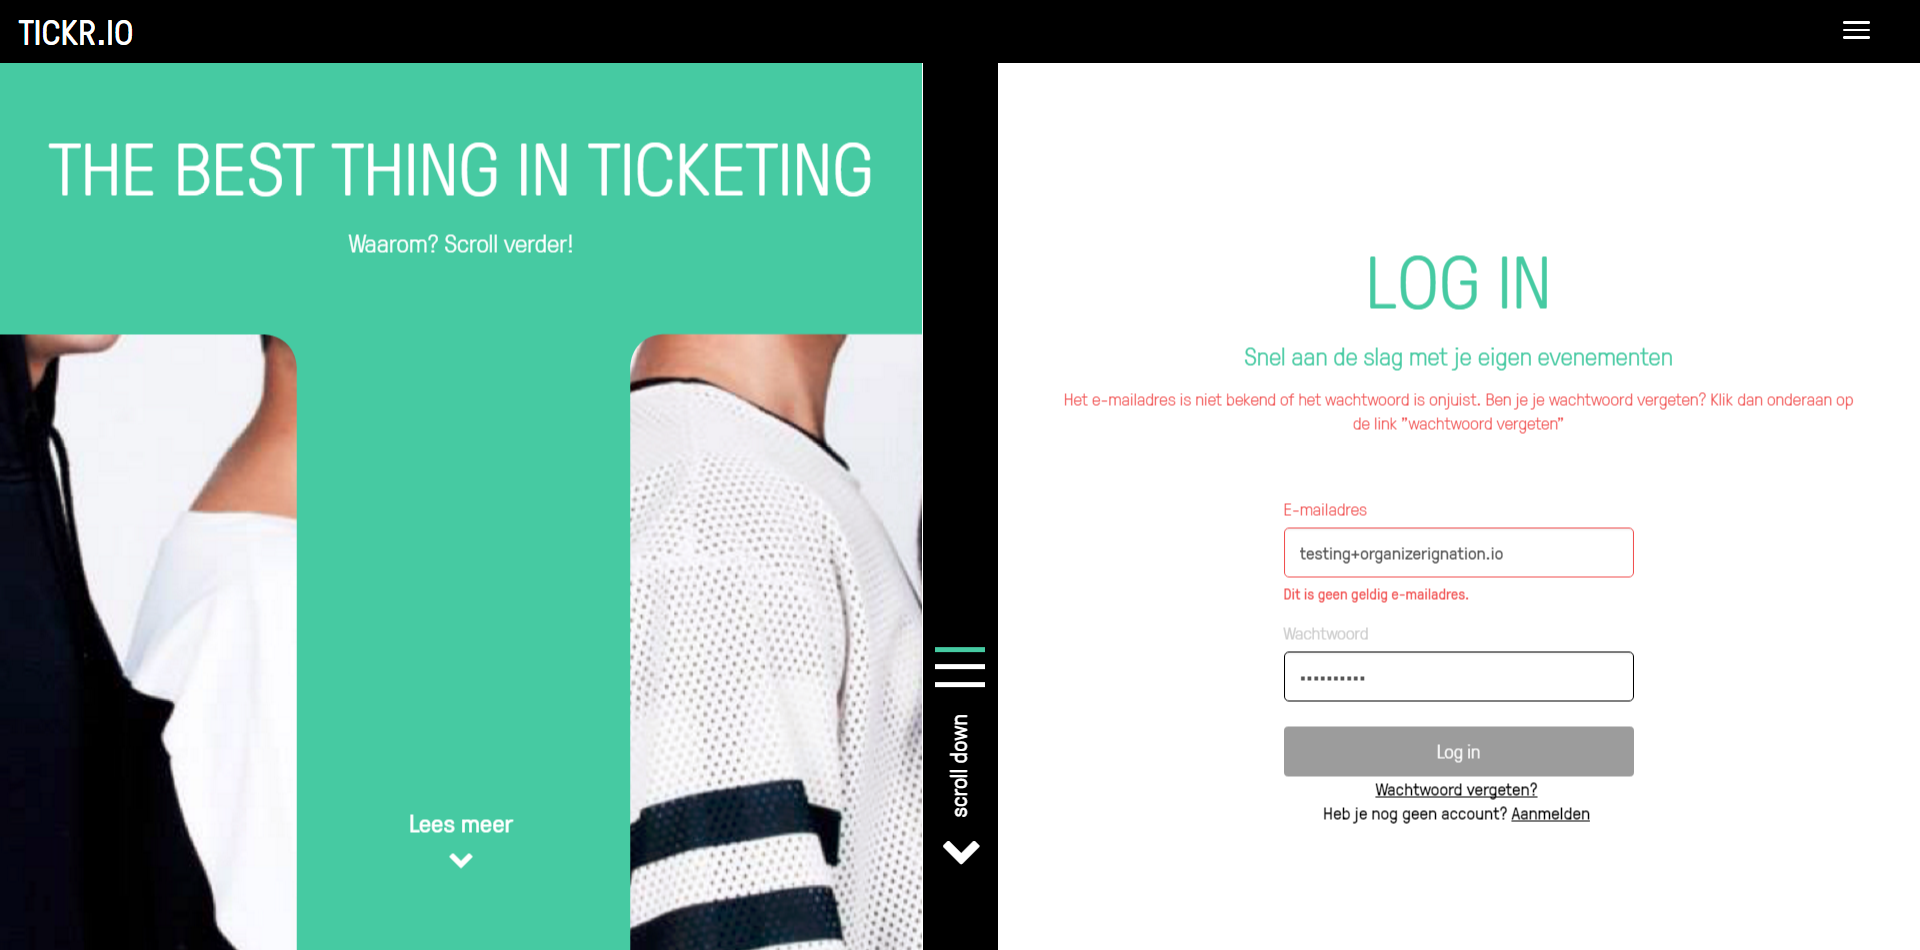 TICKR.IO
THE BEST THING IN TICKETING
Waarom? Scroll verder!
Lees meer
scroll down
LOG IN
Snel aan de slag met je eigen evenementen
Het e-mailadres is niet bekend of het wachtwoord is onjuist. Ben je je wachtwoord vergeten? Klik dan onderaan op
de link "wachtwoord vergeten"
E-mailadres
testing+organizerignation.io
Dit is geen geldig e-mailadres.
Wachtwoord
Log in
Wachtwoord vergeten?
Heb je nog geen account? Aanmelden